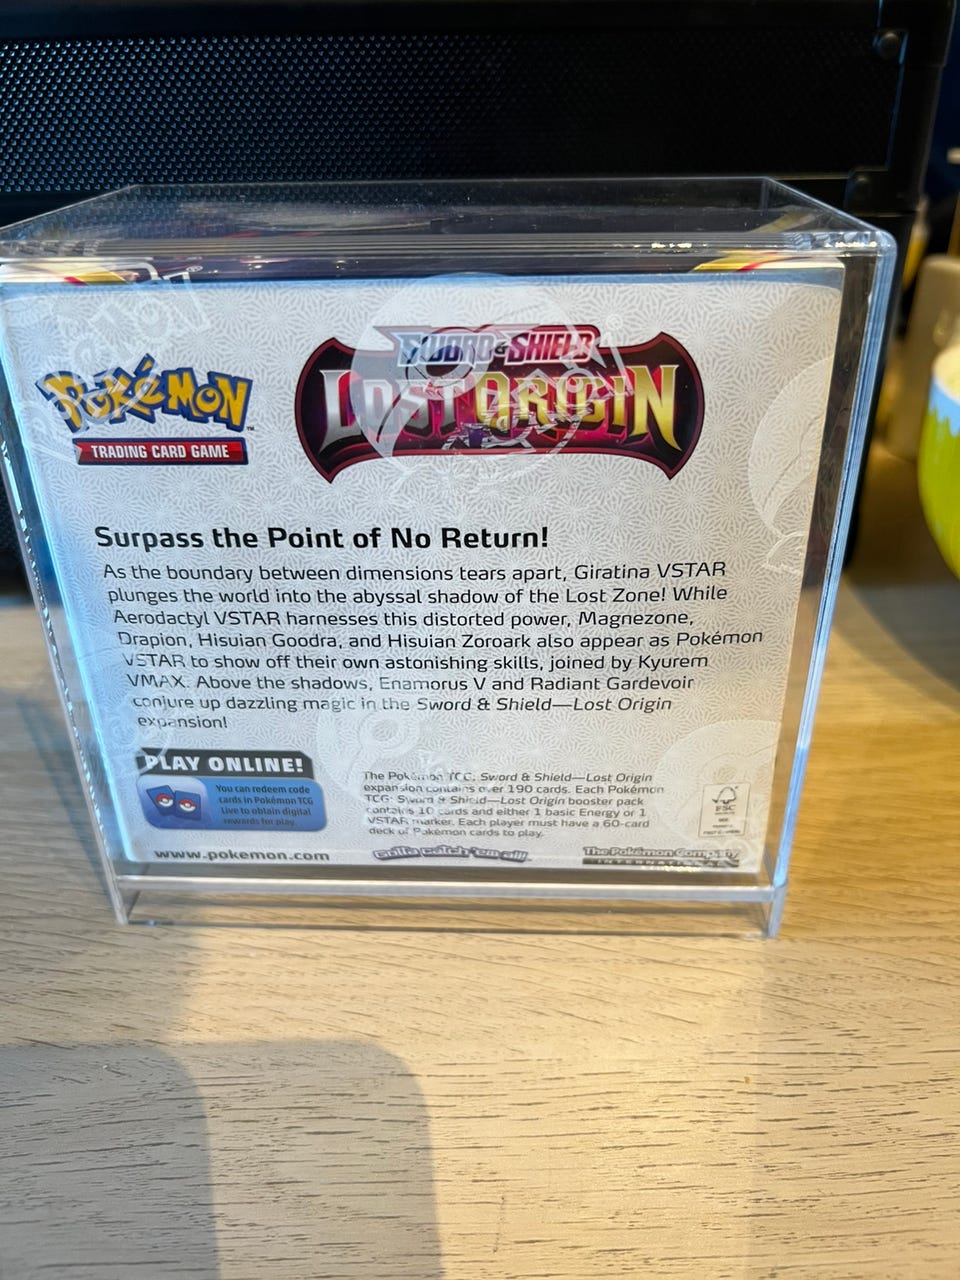 SWORD & SHIELD
LOST ORIGIN
POKÉMON
TRADING CARD GAME
Surpass the Point of No Return!
As the boundary between dimensions tears apart, Giratina VSTAR
plunges the world into the abyssal shadow of the Lost Zone! While
Aerodactyl VSTAR harnesses this distorted power, Magnezone,
Drapion, Hisuian Goodra, and Hisuian Zoroark also appear as Pokémon
VSTAR to show off their own astonishing skills, joined by Kyurem
VMAX. Above the shadows, Enamorus V and Radiant Gardevoir
conjure up dazzling magic in the Sword & Shield—Lost Origin
expansion!
PLAY ONLINE!
You can redeem code
cards in Pokémon TCG
Live to obtain digital
rewards for play.
The Pokémon TCG: Sword & Shield—Lost Origin
expansion contains over 190 cards. Each Pokémon
TCG: Sword & Shield—Lost Origin booster pack
contains 10 cards and either 1 basic Energy or 1
VSTAR marker. Each player must have a 60-card
deck of Pokémon cards to play.
FSC
www.pokemon.com
Gotta catch 'em all!
The Pokémon Company
INTERNATIONAL